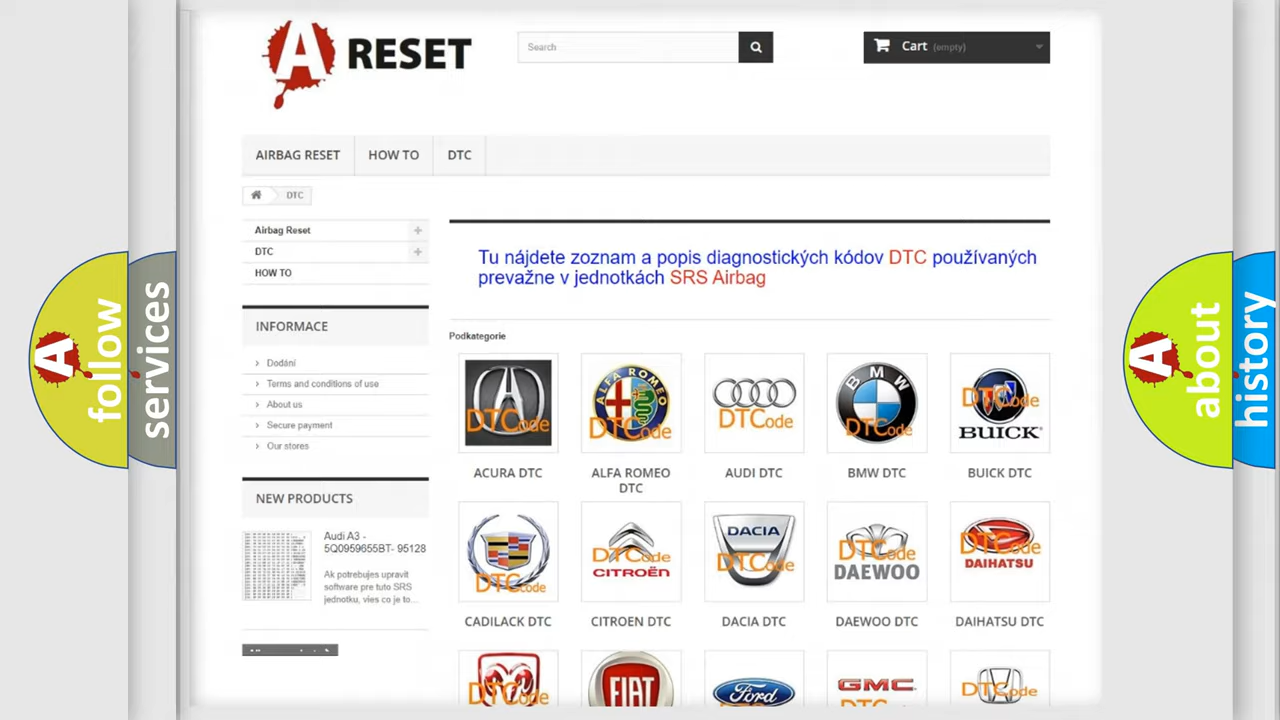 A RESET
Search
Cart (empty)
AIRBAG RESET
HOW TO
DTC
DTC
Airbag Reset
DTC
HOW TO
INFORMACE
Dodání
Terms and conditions of use
About us
Secure payment
Our stores
NEW PRODUCTS
Audi A3 -
5Q0959655BT- 95128
Ak potrebujes upravit
software pre tuto SRS
jednotku, vies co je to...
Tu nájdete zoznam a popis diagnostických kódov DTC používaných
prevažne v jednotkách SRS Airbag
Podkategorie
DTCode
ALFA ROMEO
DTCode
DTCode
BMW
DTCode
DTCode
BUICK
ACURA DTC
ALFA ROMEO
DTC
AUDI DTC
BMW DTC
BUICK DTC
DTCode
DTCode
CITROËN
DACIA
DTCode
DTCode
DAEWOO
DTCode
DAIHATSU
CADILACK DTC
CITROEN DTC
DACIA DTC
DAEWOO DTC
DAIHATSU DTC
DTCode
FIAT
Ford
GMC
DTCode
A follow
services
A about
history